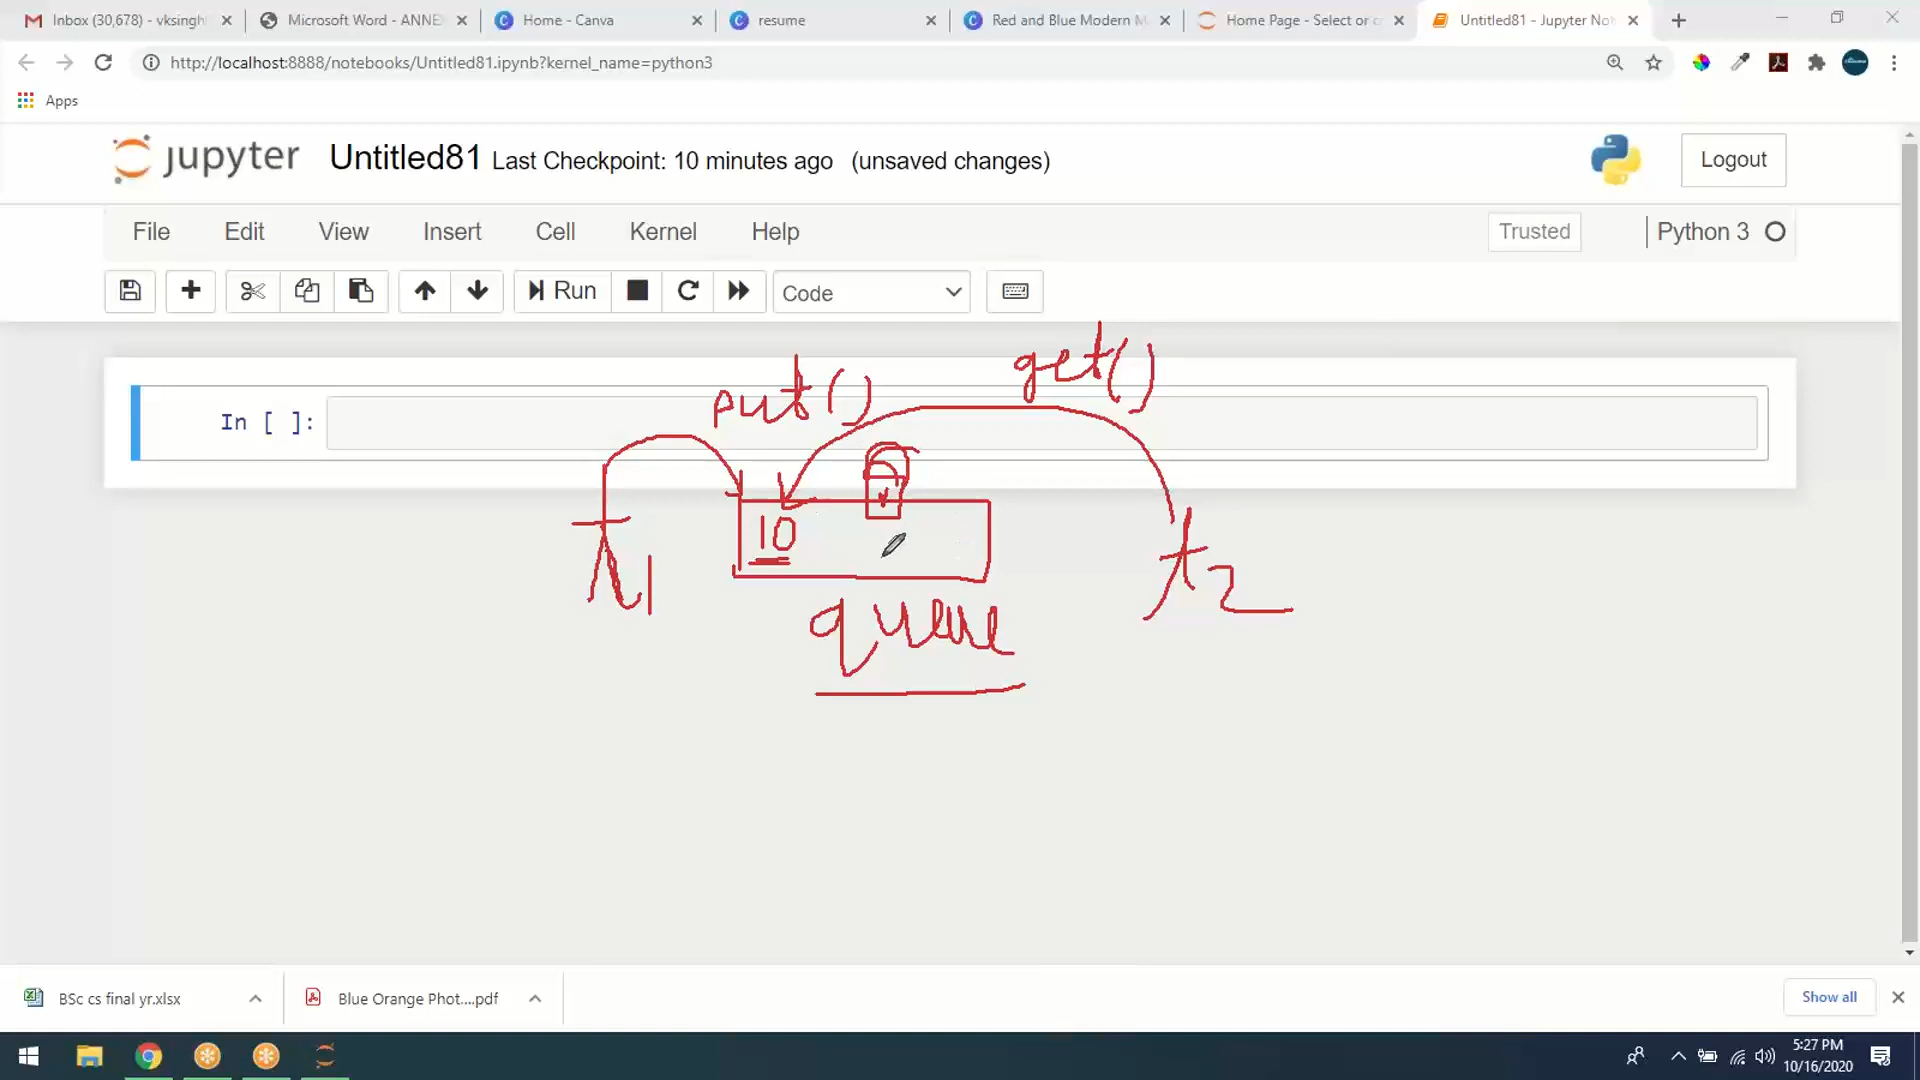 Inbox (30,678) - vksingh
Microsoft Word - ANNE
Home - Canva
resume
Red and Blue Modern M
Home Page - Select or c
Untitled81 - Jupyter No
http://localhost:8888/notebooks/Untitled81.ipynb?kernel_name=python3
Apps
jupyter Untitled81 Last Checkpoint: 10 minutes ago (unsaved changes)
Logout
File Edit View Insert Cell Kernel Help
Trusted
Python 3
Run
Code
In [ ]:
put()
get()
10
t1
t2
queue
BSc cs final yr.xlsx
Blue Orange Phot....pdf
Show all
5:27 PM
10/16/2020